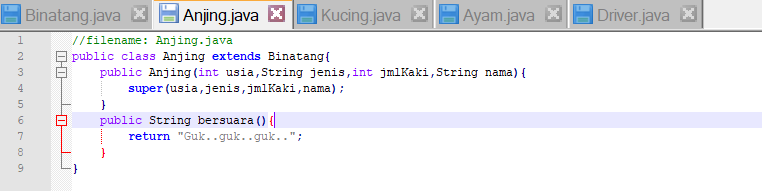 Binatang.java Anjing.java Kucing.java Ayam.java Driver.java
1 //filename: Anjing.java
2 public class Anjing extends Binatang{
3 public Anjing(int usia,String jenis,int jmlKaki,String nama){
4 super(usia,jenis,jmlKaki,nama);
5 }
6 public String bersuara(){
7 return "Guk..guk..guk..";
8 }
9 }